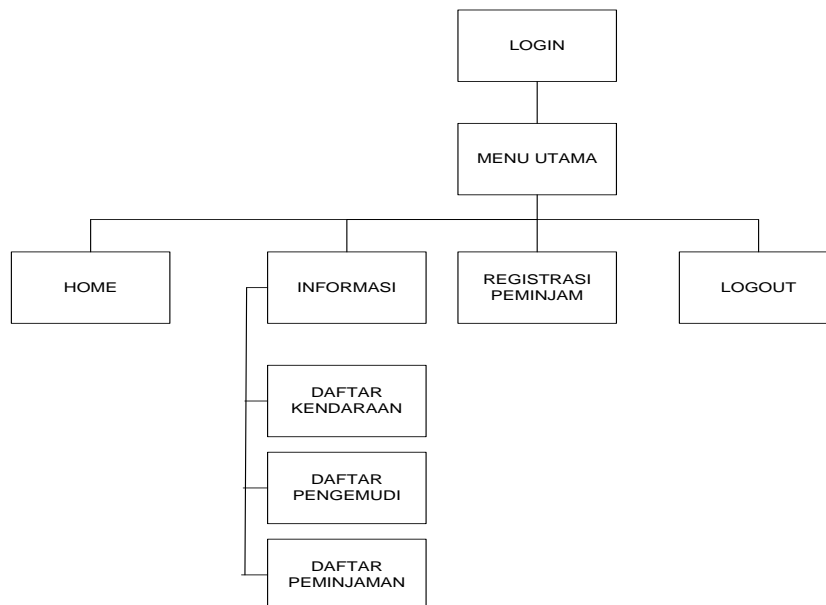 LOGIN
MENU UTAMA
HOME
INFORMASI
REGISTRASI
PEMINJAM
LOGOUT
DAFTAR
KENDARAAN
DAFTAR
PENGEMUDI
DAFTAR
PEMINJAMAN